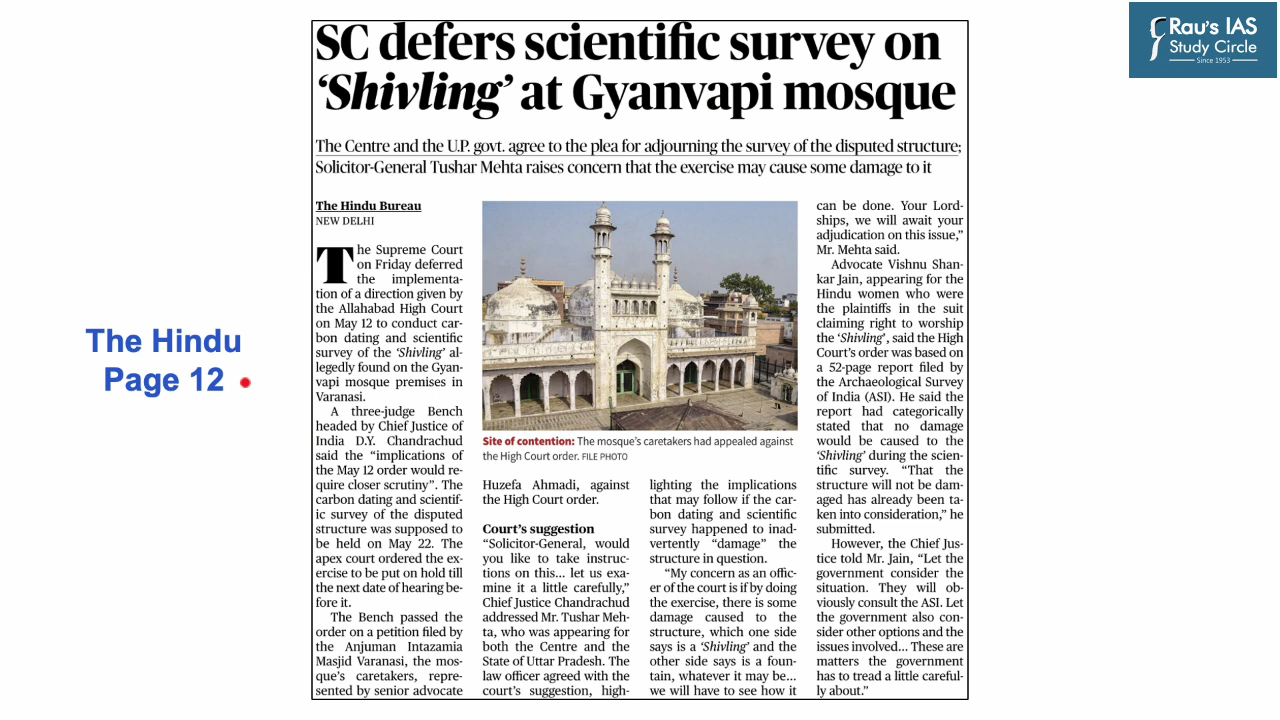 SC defers scientific survey on
‘Shivling’ at Gyanvapi mosque
The Centre and the U.P. govt. agree to the plea for adjourning the survey of the disputed structure;
Solicitor-General Tushar Mehta raises concern that the exercise may cause some damage to it
The Hindu Bureau
NEW DELHI
The Supreme Court
on Friday deferred
the implementa-
tion of a direction given by
the Allahabad High Court
on May 12 to conduct car-
bon dating and scientific
survey of the ‘Shivling’ al-
legedly found on the Gyan-
vapi mosque premises in
Varanasi.
A three-judge Bench
headed by Chief Justice of
India D.Y. Chandrachud
said the “implications of
the May 12 order would re-
quire closer scrutiny”. The
carbon dating and scientif-
ic survey of the disputed
structure was supposed to
be held on May 22. The
apex court ordered the ex-
ercise to be put on hold till
the next date of hearing be-
fore it.
The Bench passed the
order on a petition filed by
the Anjuman Intazamia
Masjid Varanasi, the mos-
que’s caretakers, repre-
sented by senior advocate
Site of contention: The mosque’s caretakers had appealed against
the High Court order. FILE PHOTO
Huzefa Ahmadi, against
the High Court order.
Court’s suggestion
“Solicitor-General, would
you like to take instruc-
tions on this... let us exa-
mine it a little carefully,”
Chief Justice Chandrachud
addressed Mr. Tushar Meh-
ta, who was appearing for
both the Centre and the
State of Uttar Pradesh. The
law officer agreed with the
court’s suggestion, high-
lighting the implications
that may follow if the car-
bon dating and scientific
survey happened to inad-
vertently “damage” the
structure in question.
“My concern as an offic-
er of the court is if by doing
the exercise, there is some
damage caused to the
structure, which one side
says is a ‘Shivling’ and the
other side says is a foun-
tain, whatever it may be...
we will have to see how it
can be done. Your Lord-
ships, we will await your
adjudication on this issue,”
Mr. Mehta said.
Advocate Vishnu Shan-
kar Jain, appearing for the
Hindu women who were
the plaintiffs in the suit
claiming right to worship
the ‘Shivling’, said the High
Court’s order was based on
a 52-page report filed by
the Archaeological Survey
of India (ASI). He said the
report had categorically
stated that no damage
would be caused to the
‘Shivling’ during the scien-
tific survey. “That the
structure will not be dam-
aged has already been ta-
ken into consideration,” he
submitted.
However, the Chief Jus-
tice told Mr. Jain, “Let the
government consider the
situation. They will ob-
viously consult the ASI. Let
the government also con-
sider other options and the
issues involved... These are
matters the government
has to tread a little careful-
ly about.”
The Hindu
Page 12
Rau’s IAS
Study Circle
Since 1953